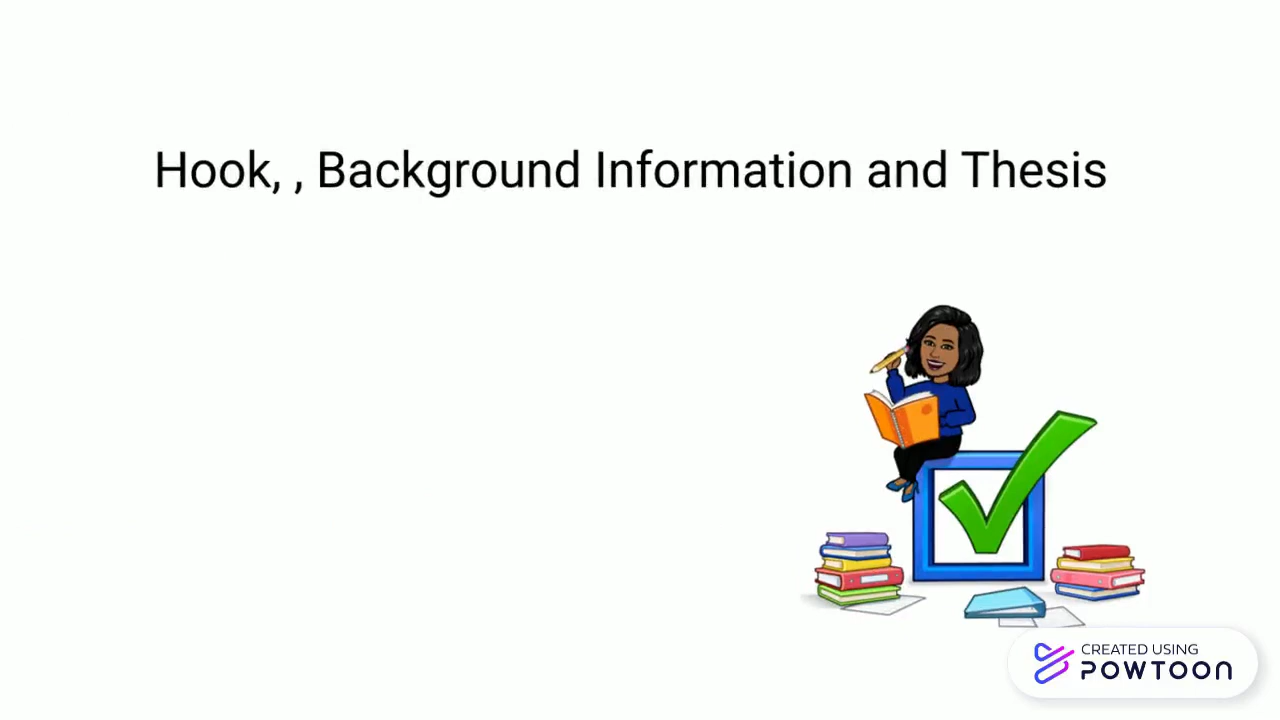 Hook, , Background Information and Thesis
CREATED USING
POWTOON